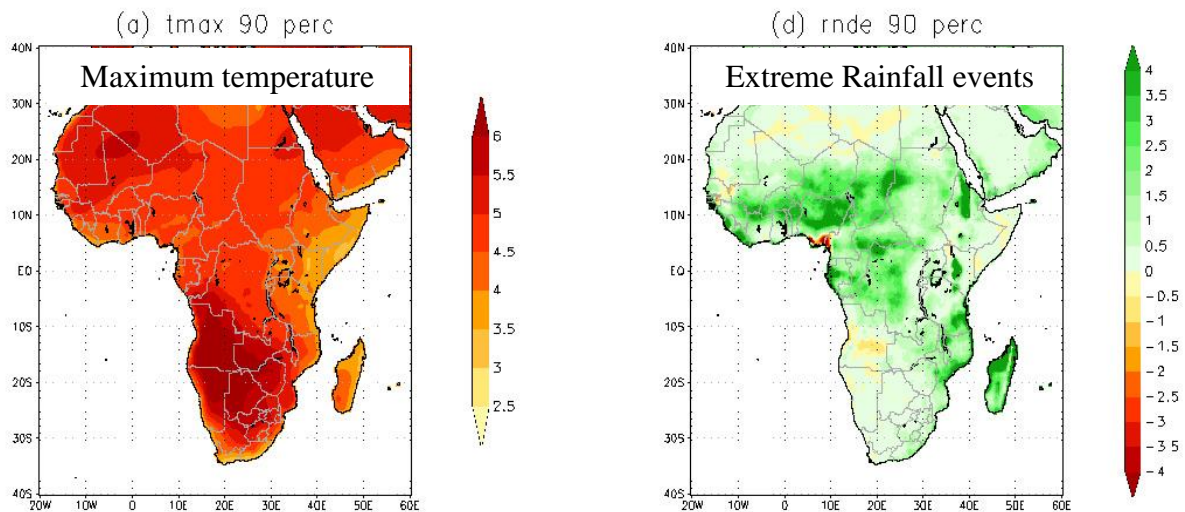 (a) tmax 90 perc
Maximum temperature
40N
30N
20N
10N
EQ
10S
20S
30S
40S
20W 10W 0 10E 20E 30E 40E 50E 60E
6
5.5
5
4.5
4
3.5
3
2.5
(d) rnde 90 perc
Extreme Rainfall events
40N
30N
20N
10N
EQ
10S
20S
30S
40S
20W 10W 0 10E 20E 30E 40E 50E 60E
4
3.5
3
2.5
2
1.5
1
0.5
0
-0.5
-1
-1.5
-2
-2.5
-3
-3.5
-4